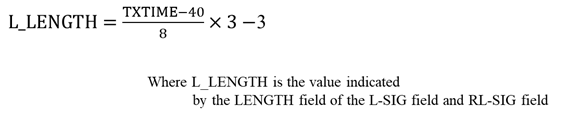 L_LENGTH = TXTIME−40 / 8 × 3 −3
Where L_LENGTH is the value indicated
by the LENGTH field of the L-SIG field and RL-SIG field